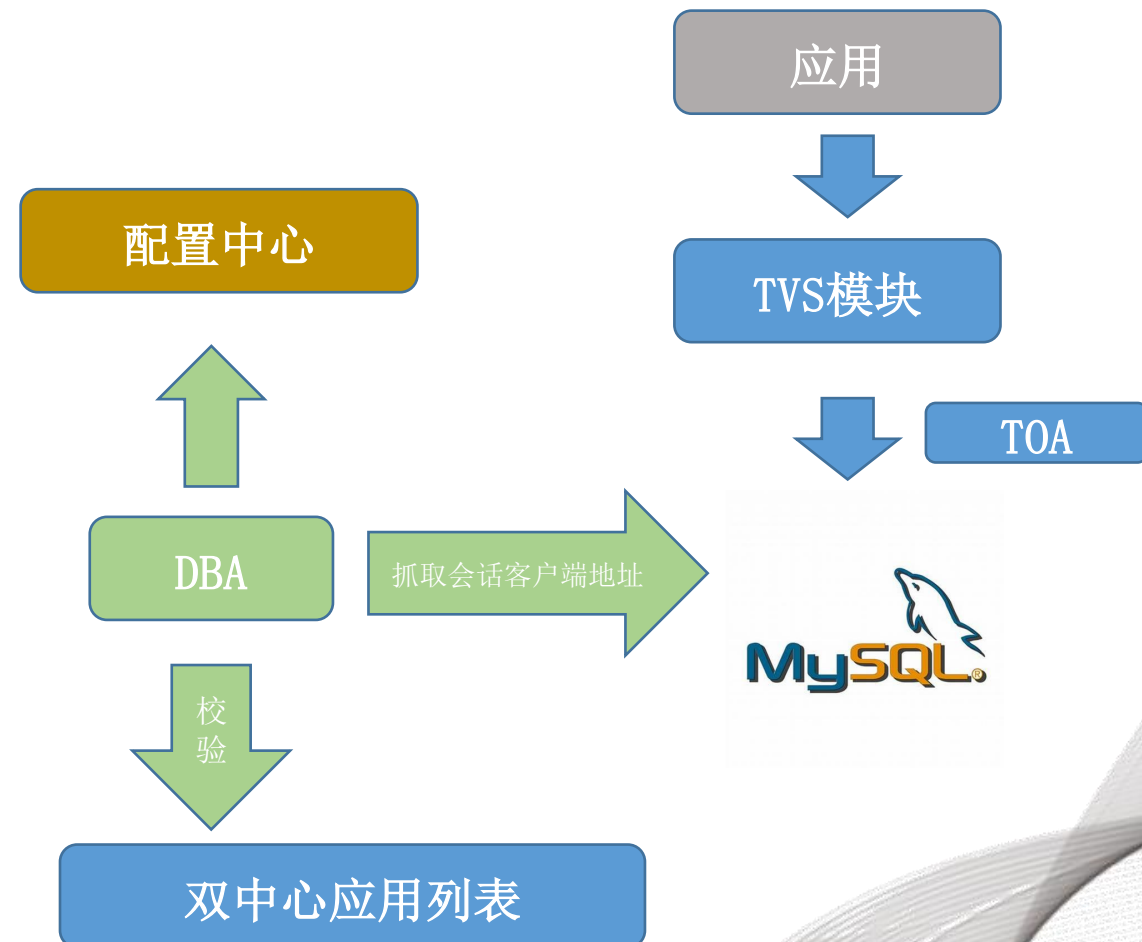 应用
配置中心
TVS模块
TOA
DBA
抓取会话客户端地址
MySQL®
校
验
双中心应用列表